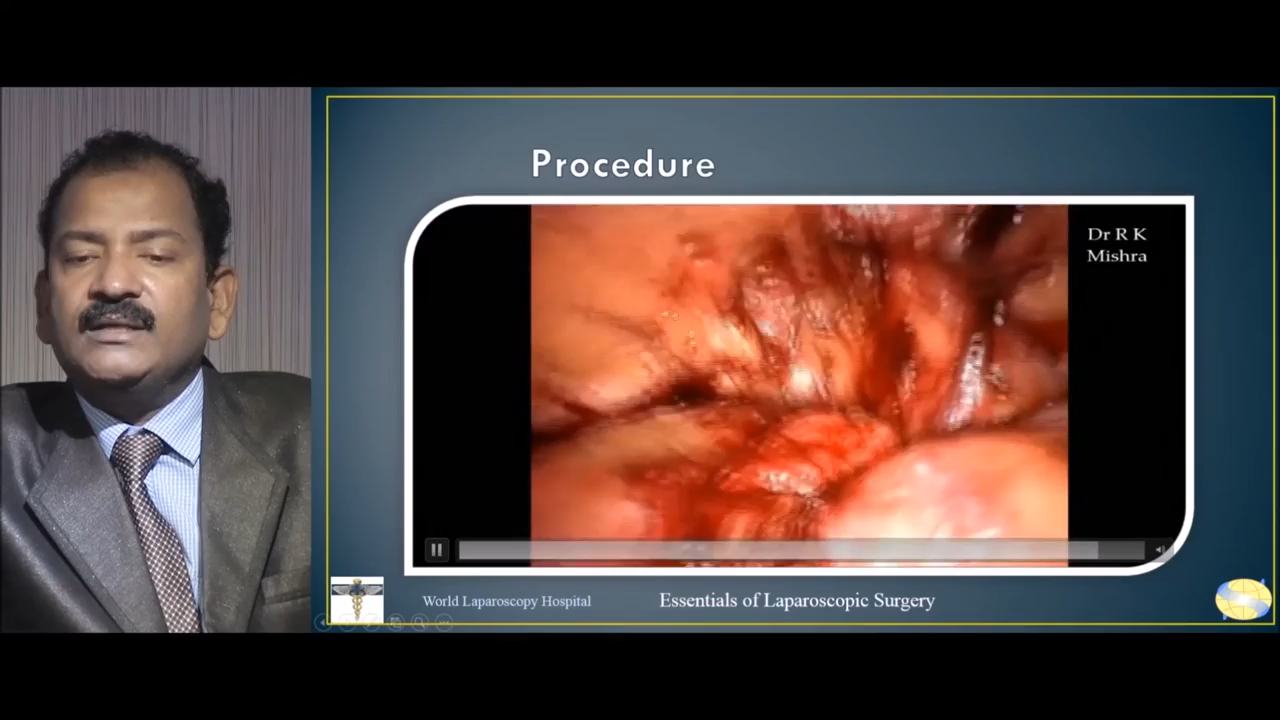 Procedure
Dr R K
Mishra
World Laparoscopy Hospital
Essentials of Laparoscopic Surgery